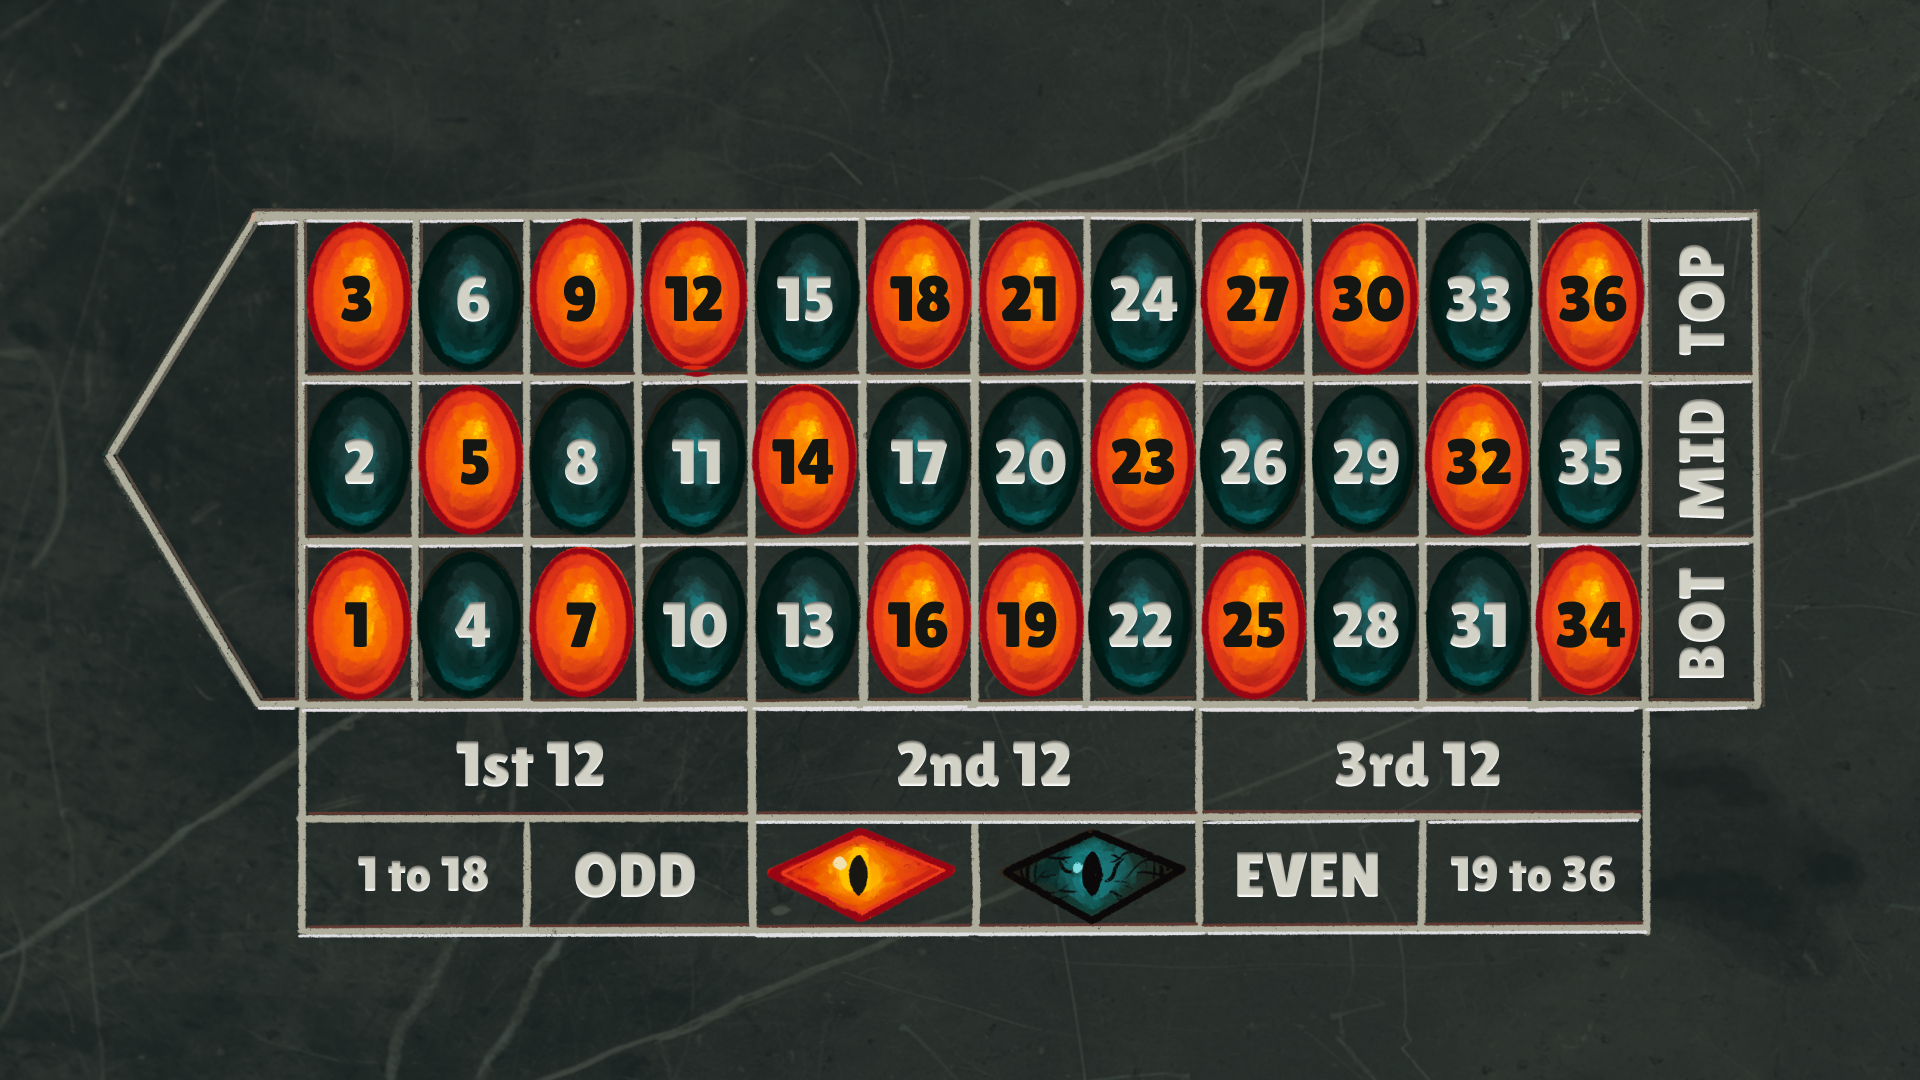 3 6 9 12 15 18 21 24 27 30 33 36 TOP
2 5 8 11 14 17 20 23 26 29 32 35 MID
1 4 7 10 13 16 19 22 25 28 31 34 BOT
1st 12 2nd 12 3rd 12
1 to 18 ODD EVEN 19 to 36